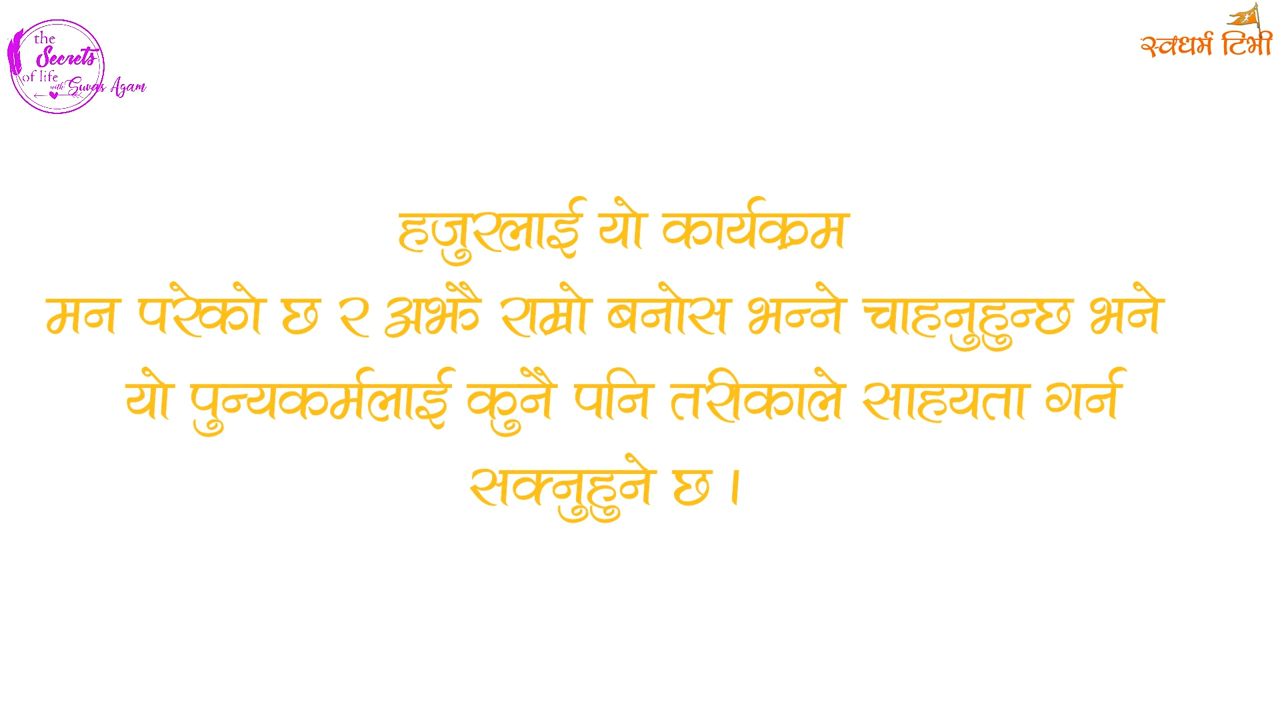 the
Secrets
of life
with Suvas Agam
स्वधर्म टिभी
हजुरलाई यो कार्यक्रम
मन परेको छ र अझै राम्रो बनोस भन्ने चाहनुहुन्छ भने
यो पुन्यकर्मलाई कुनै पनि तरीकाले साहयता गर्न
सक्नुहुने छ ।